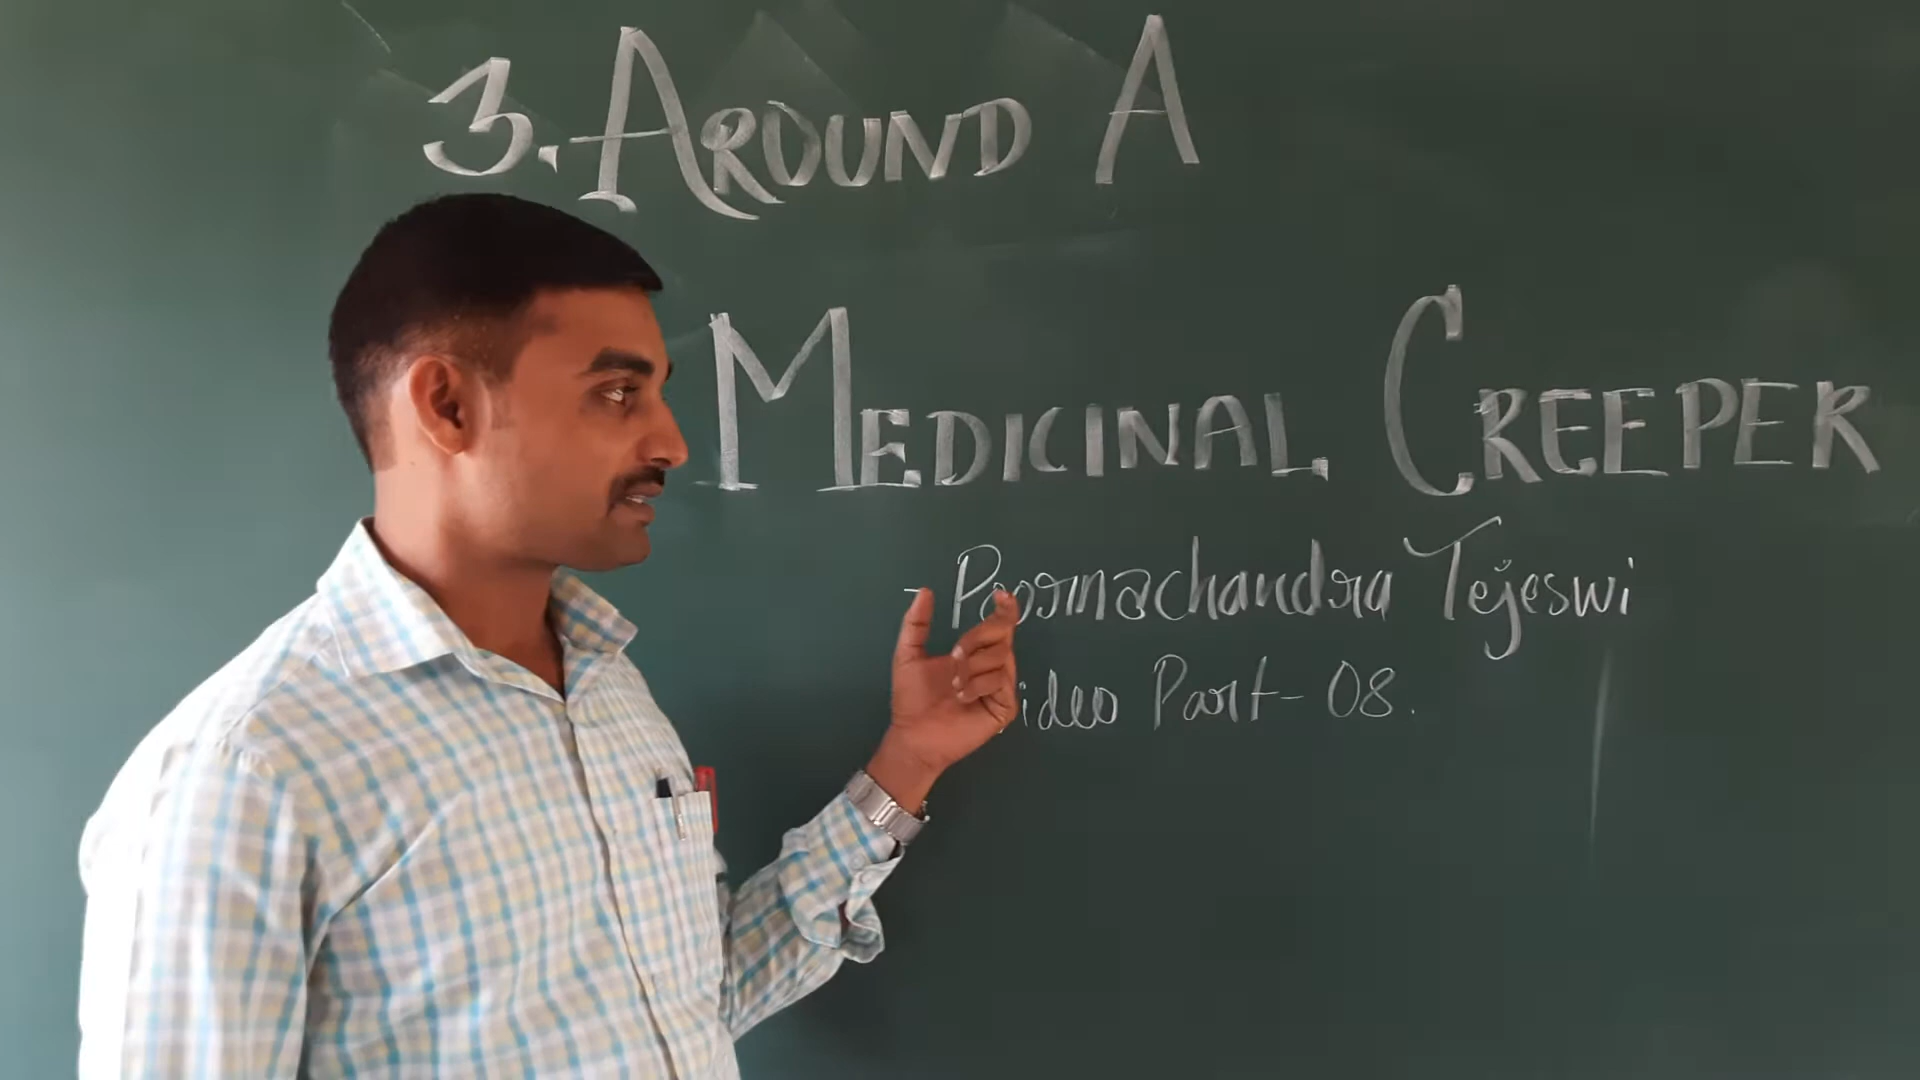 3. AROUND A
MEDICINAL CREEPER
- Poornachandra Tejeswi
ideo Part - 08.